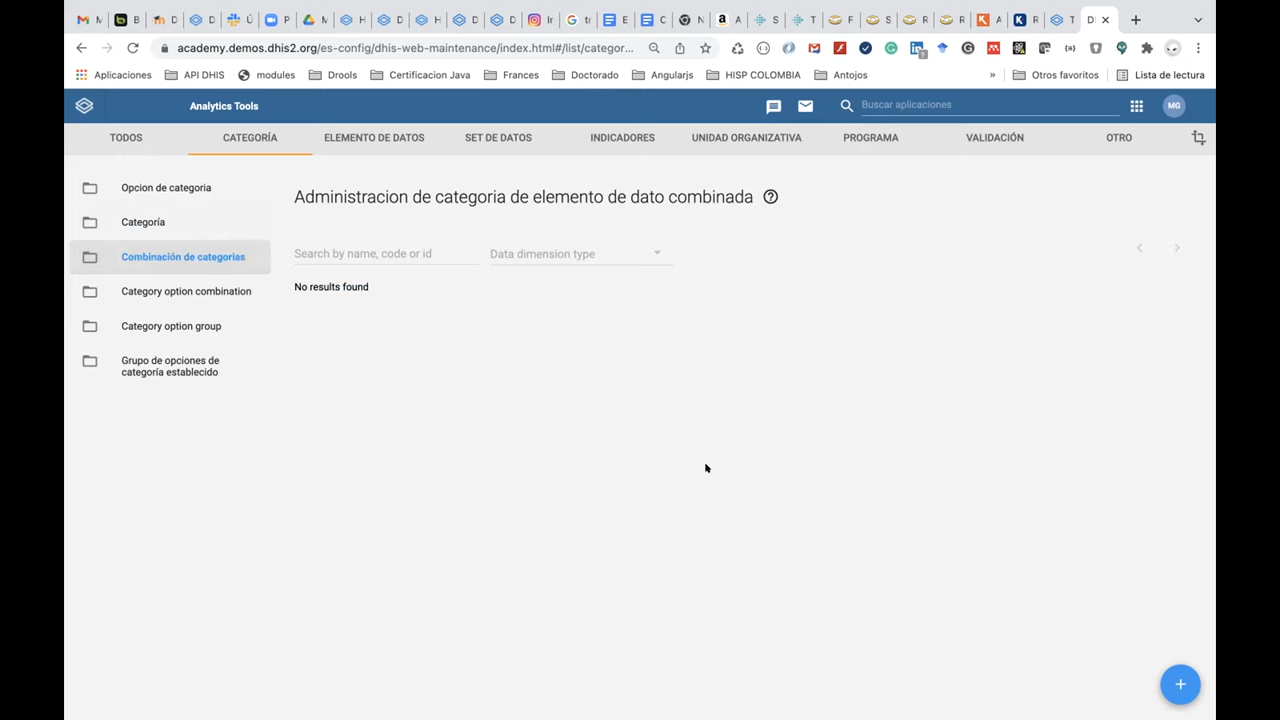 M B D D Ú P M H D H D D Ir tr E C N A S T F S R R A R T D
academy.demos.dhis2.org/es-config/dhis-web-maintenance/index.html#/list/categor...
Aplicaciones API DHIS modules Drools Certificacion Java Frances Doctorado Angularjs HISP COLOMBIA Antojos » Otros favoritos Lista de lectura
Analytics Tools Buscar aplicaciones MG
TODOS CATEGORÍA ELEMENTO DE DATOS SET DE DATOS INDICADORES UNIDAD ORGANIZATIVA PROGRAMA VALIDACIÓN OTRO
Opcion de categoria
Categoría
Combinación de categorias
Category option combination
Category option group
Grupo de opciones de
categoría establecido
Administracion de categoria de elemento de dato combinada
Search by name, code or id Data dimension type
No results found